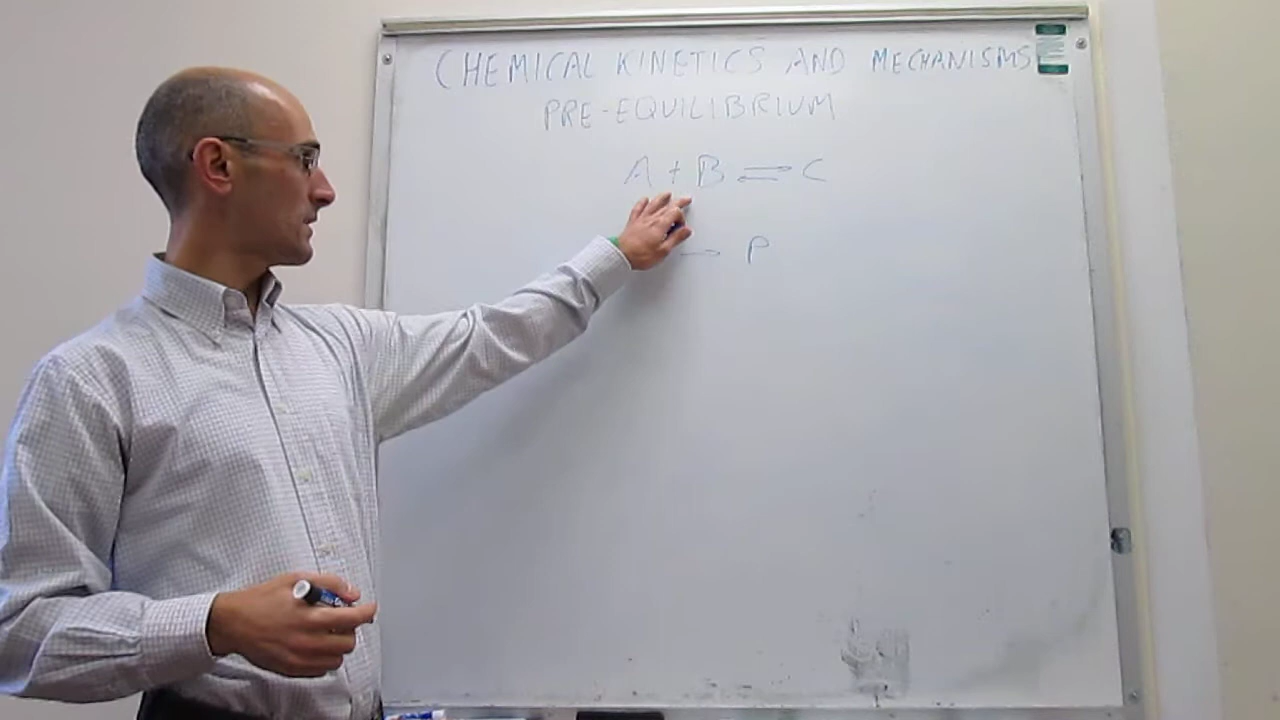 CHEMICAL KINETICS AND MECHANISMS
PRE-EQUILIBRIUM
A + B ⇌ C
→ P